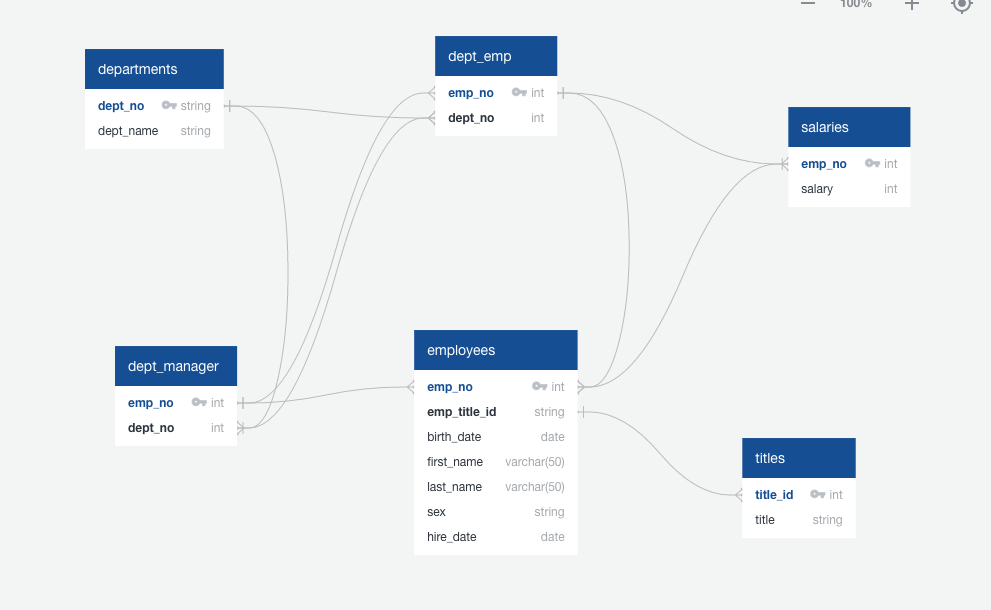 100%
departments
dept_no string
dept_name string
dept_emp
emp_no int
dept_no int
salaries
emp_no int
salary int
dept_manager
emp_no int
dept_no int
employees
emp_no int
emp_title_id string
birth_date date
first_name varchar(50)
last_name varchar(50)
sex string
hire_date date
titles
title_id int
title string